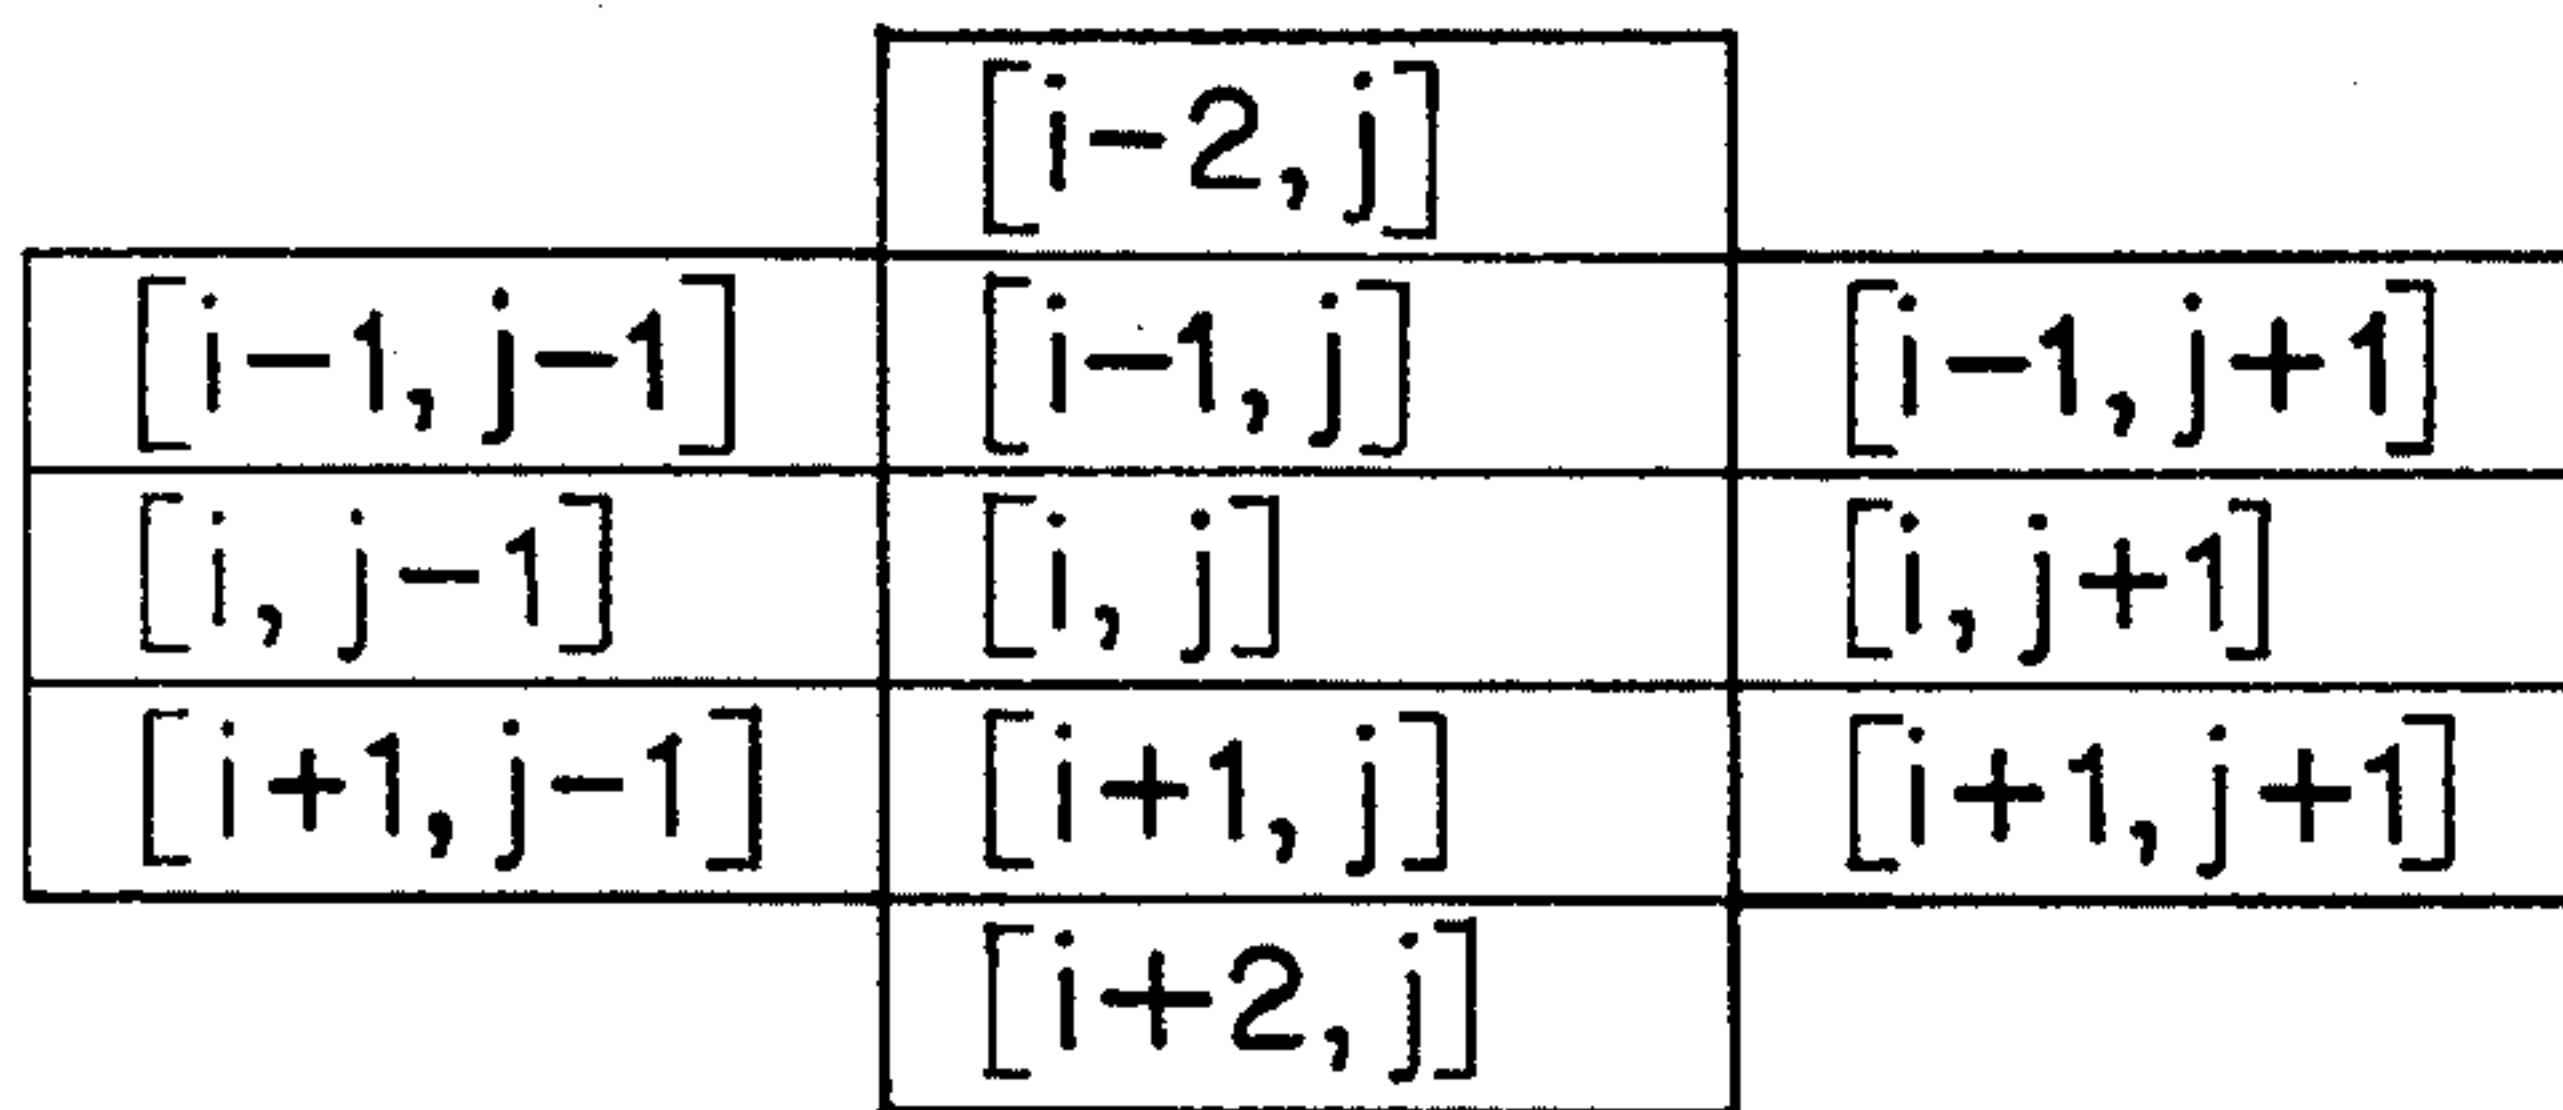 [i-2, j]
[i-1, j-1] [i-1, j] [i-1, j+1]
[i, j-1] [i, j] [i, j+1]
[i+1, j-1] [i+1, j] [i+1, j+1]
[i+2, j]